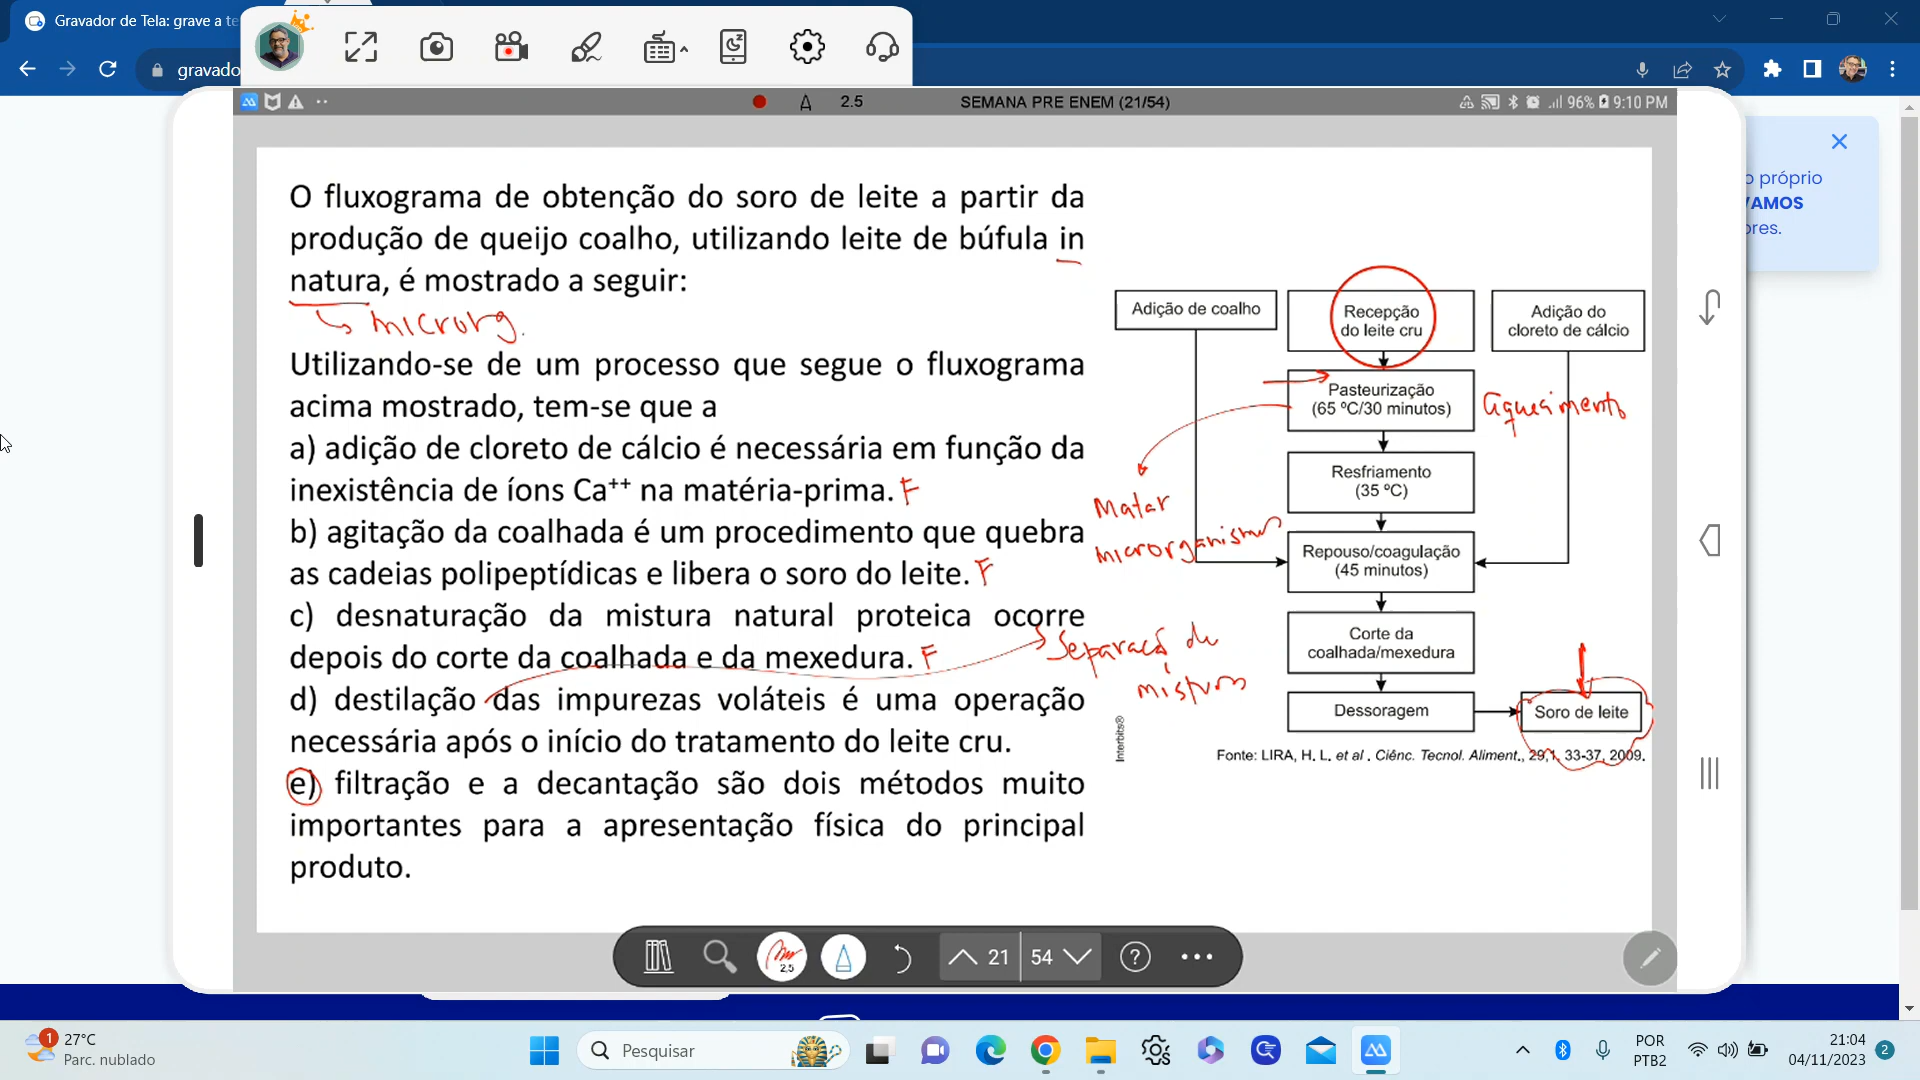 Gravador de Tela: grave a te
gravado
2.5
SEMANA PRE ENEM (21/54)
96%
9:10 PM
o próprio
VAMOS
ores.
O fluxograma de obtenção do soro de leite a partir da
produção de queijo coalho, utilizando leite de búfula in
natura, é mostrado a seguir:
microrg.
Utilizando-se de um processo que segue o fluxograma
acima mostrado, tem-se que a
a) adição de cloreto de cálcio é necessária em função da
inexistência de íons Ca⁺⁺ na matéria-prima. F
b) agitação da coalhada é um procedimento que quebra
as cadeias polipeptídicas e libera o soro do leite. F
c) desnaturação da mistura natural proteica ocorre
depois do corte da coalhada e da mexedura. F
d) destilação das impurezas voláteis é uma operação
necessária após o início do tratamento do leite cru.
e) filtração e a decantação são dois métodos muito
importantes para a apresentação física do principal
produto.
Adição de coalho
Recepção
do leite cru
Adição do
cloreto de cálcio
Pasteurização
(65 ºC/30 minutos)
aquecimento
Resfriamento
(35 ºC)
Matar
microrganismos
Repouso/coagulação
(45 minutos)
Separação de
misturas
Corte da
coalhada/mexedura
Dessoragem
Soro de leite
Interbits®
Fonte: LIRA, H. L. et al . Ciênc. Tecnol. Aliment., 29,1, 33-37, 2009.
2.5
21
54
1
27°C
Parc. nublado
Pesquisar
POR
PTB2
21:04
04/11/2023
2